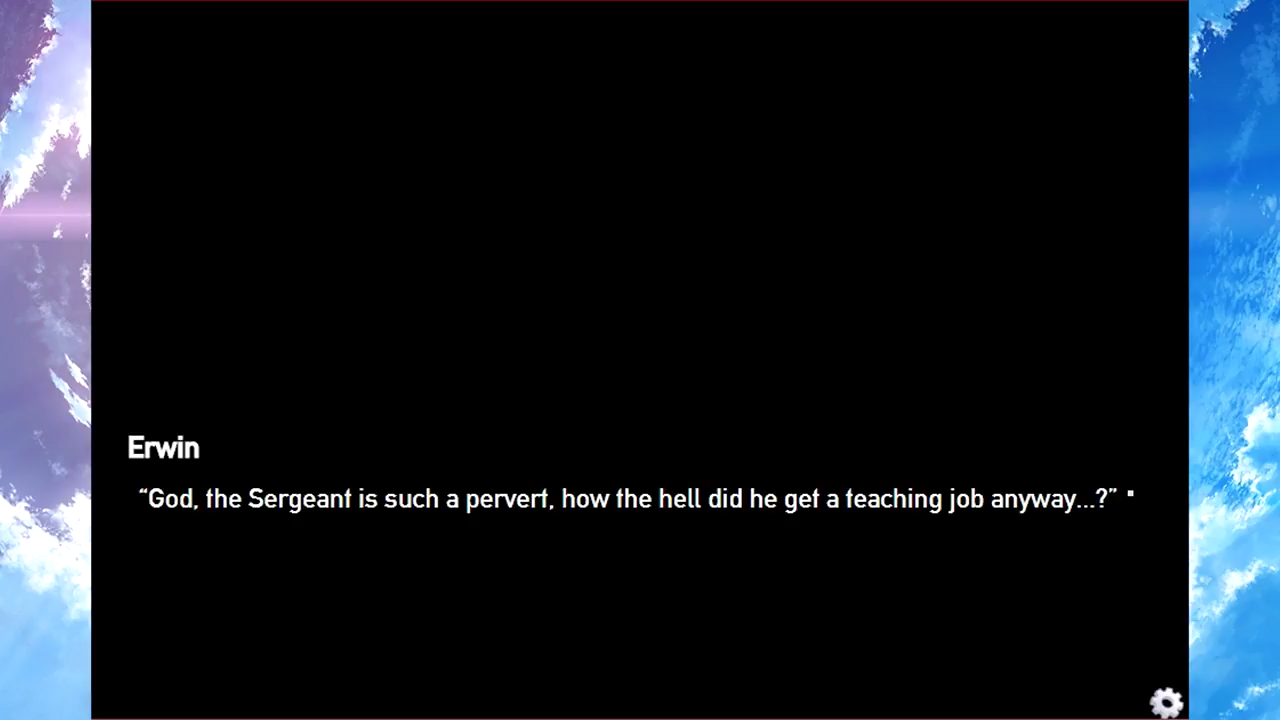 Erwin
“God, the Sergeant is such a pervert, how the hell did he get a teaching job anyway...?”